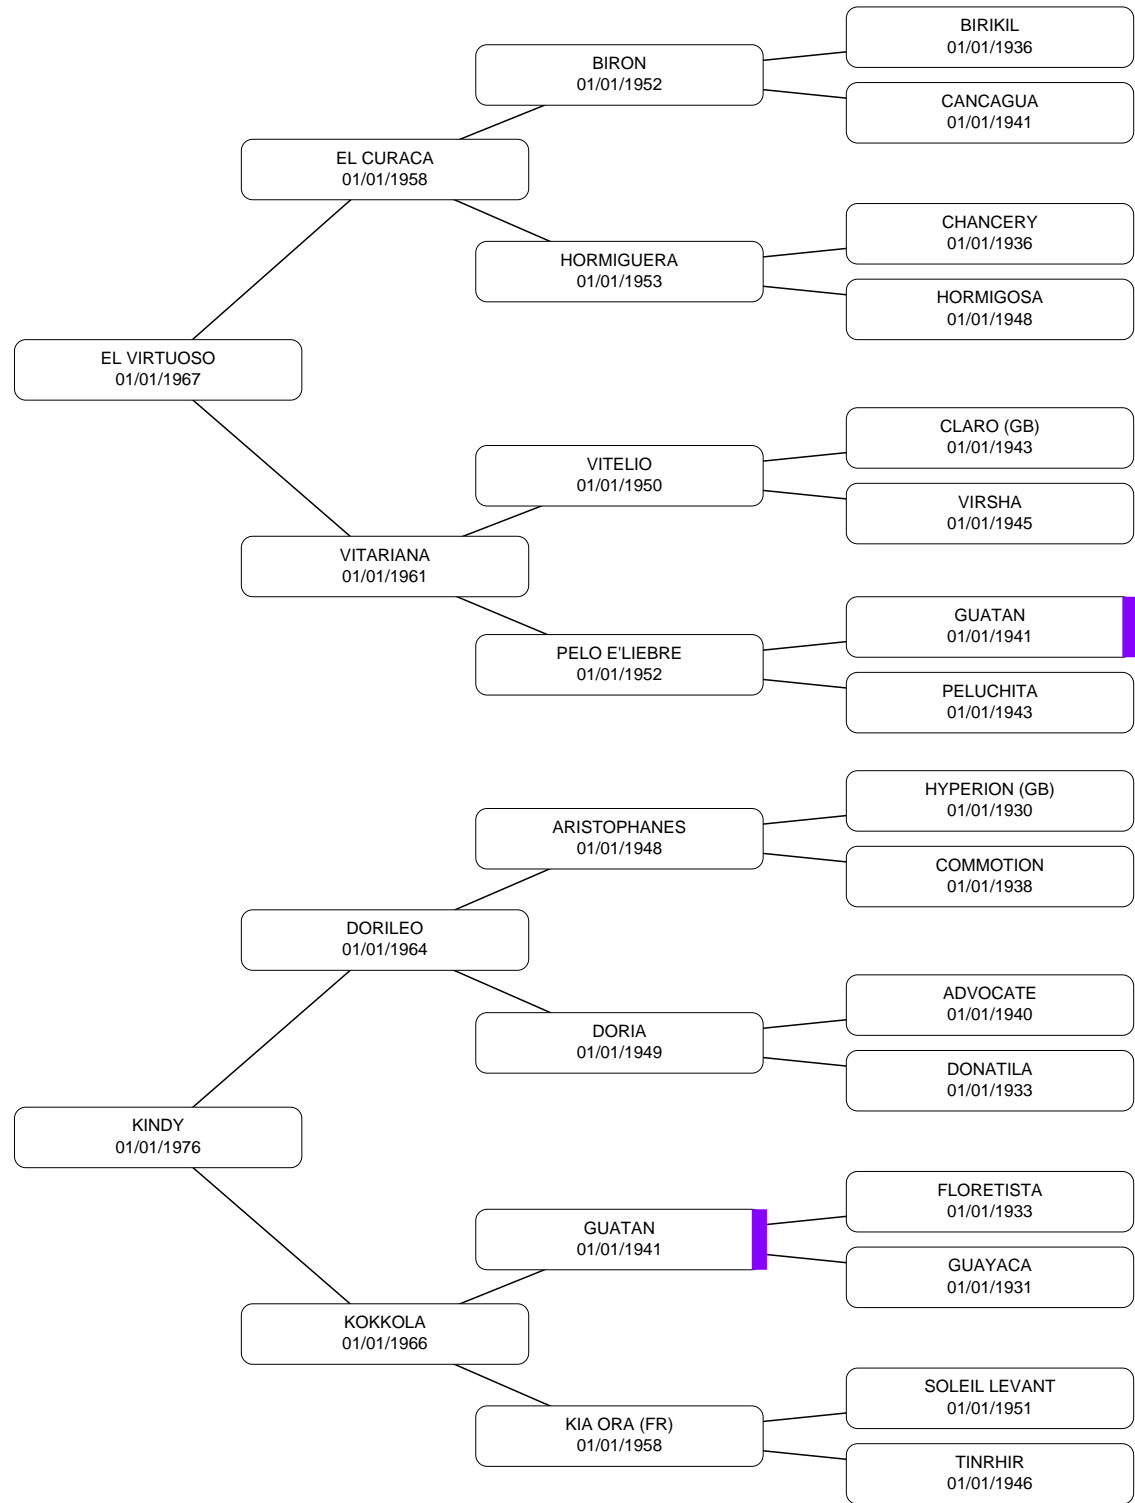 BIRIKIL
01/01/1936
BIRON
01/01/1952
CANCAGUA
01/01/1941
EL CURACA
01/01/1958
CHANCERY
01/01/1936
HORMIGUERA
01/01/1953
HORMIGOSA
01/01/1948
EL VIRTUOSO
01/01/1967
CLARO (GB)
01/01/1943
VITELIO
01/01/1950
VIRSHA
01/01/1945
VITARIANA
01/01/1961
GUATAN
01/01/1941
PELO E'LIEBRE
01/01/1952
PELUCHITA
01/01/1943
HYPERION (GB)
01/01/1930
ARISTOPHANES
01/01/1948
COMMOTION
01/01/1938
DORILEO
01/01/1964
ADVOCATE
01/01/1940
DORIA
01/01/1949
DONATILA
01/01/1933
KINDY
01/01/1976
FLORETISTA
01/01/1933
GUATAN
01/01/1941
GUAYACA
01/01/1931
KOKKOLA
01/01/1966
SOLEIL LEVANT
01/01/1951
KIA ORA (FR)
01/01/1958
TINRHIR
01/01/1946